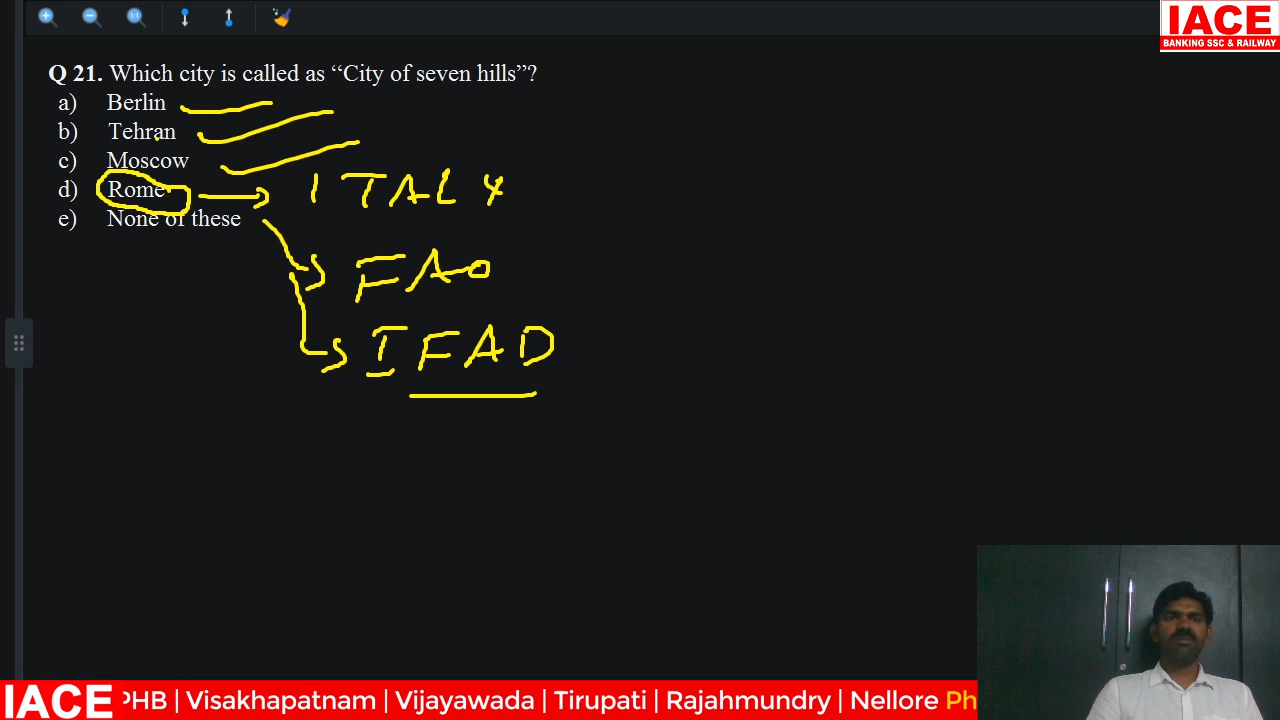 IACE
BANKING SSC & RAILWAY
Q 21. Which city is called as “City of seven hills”?
a) Berlin
b) Tehran
c) Moscow
d) Rome
ITALY
e) None of these
FAO
IFAD
IACE PHB | Visakhapatnam | Vijayawada | Tirupati | Rajahmundry | Nellore Ph